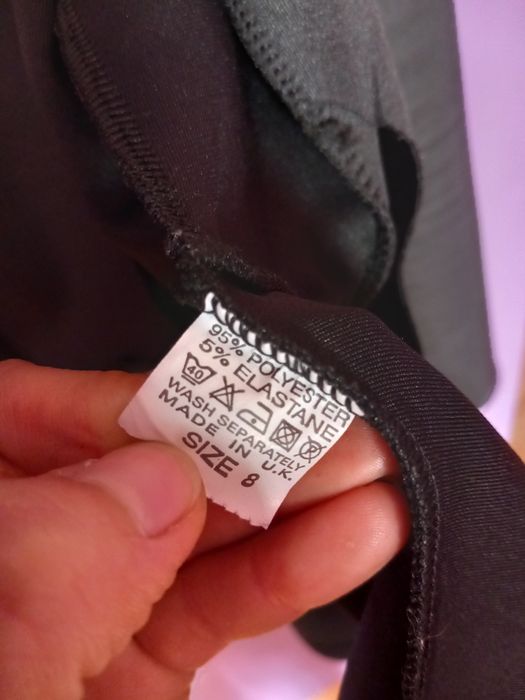 95% POLYESTER
5% ELASTANE
40
WASH SEPARATELY
MADE IN U.K.
SIZE 8